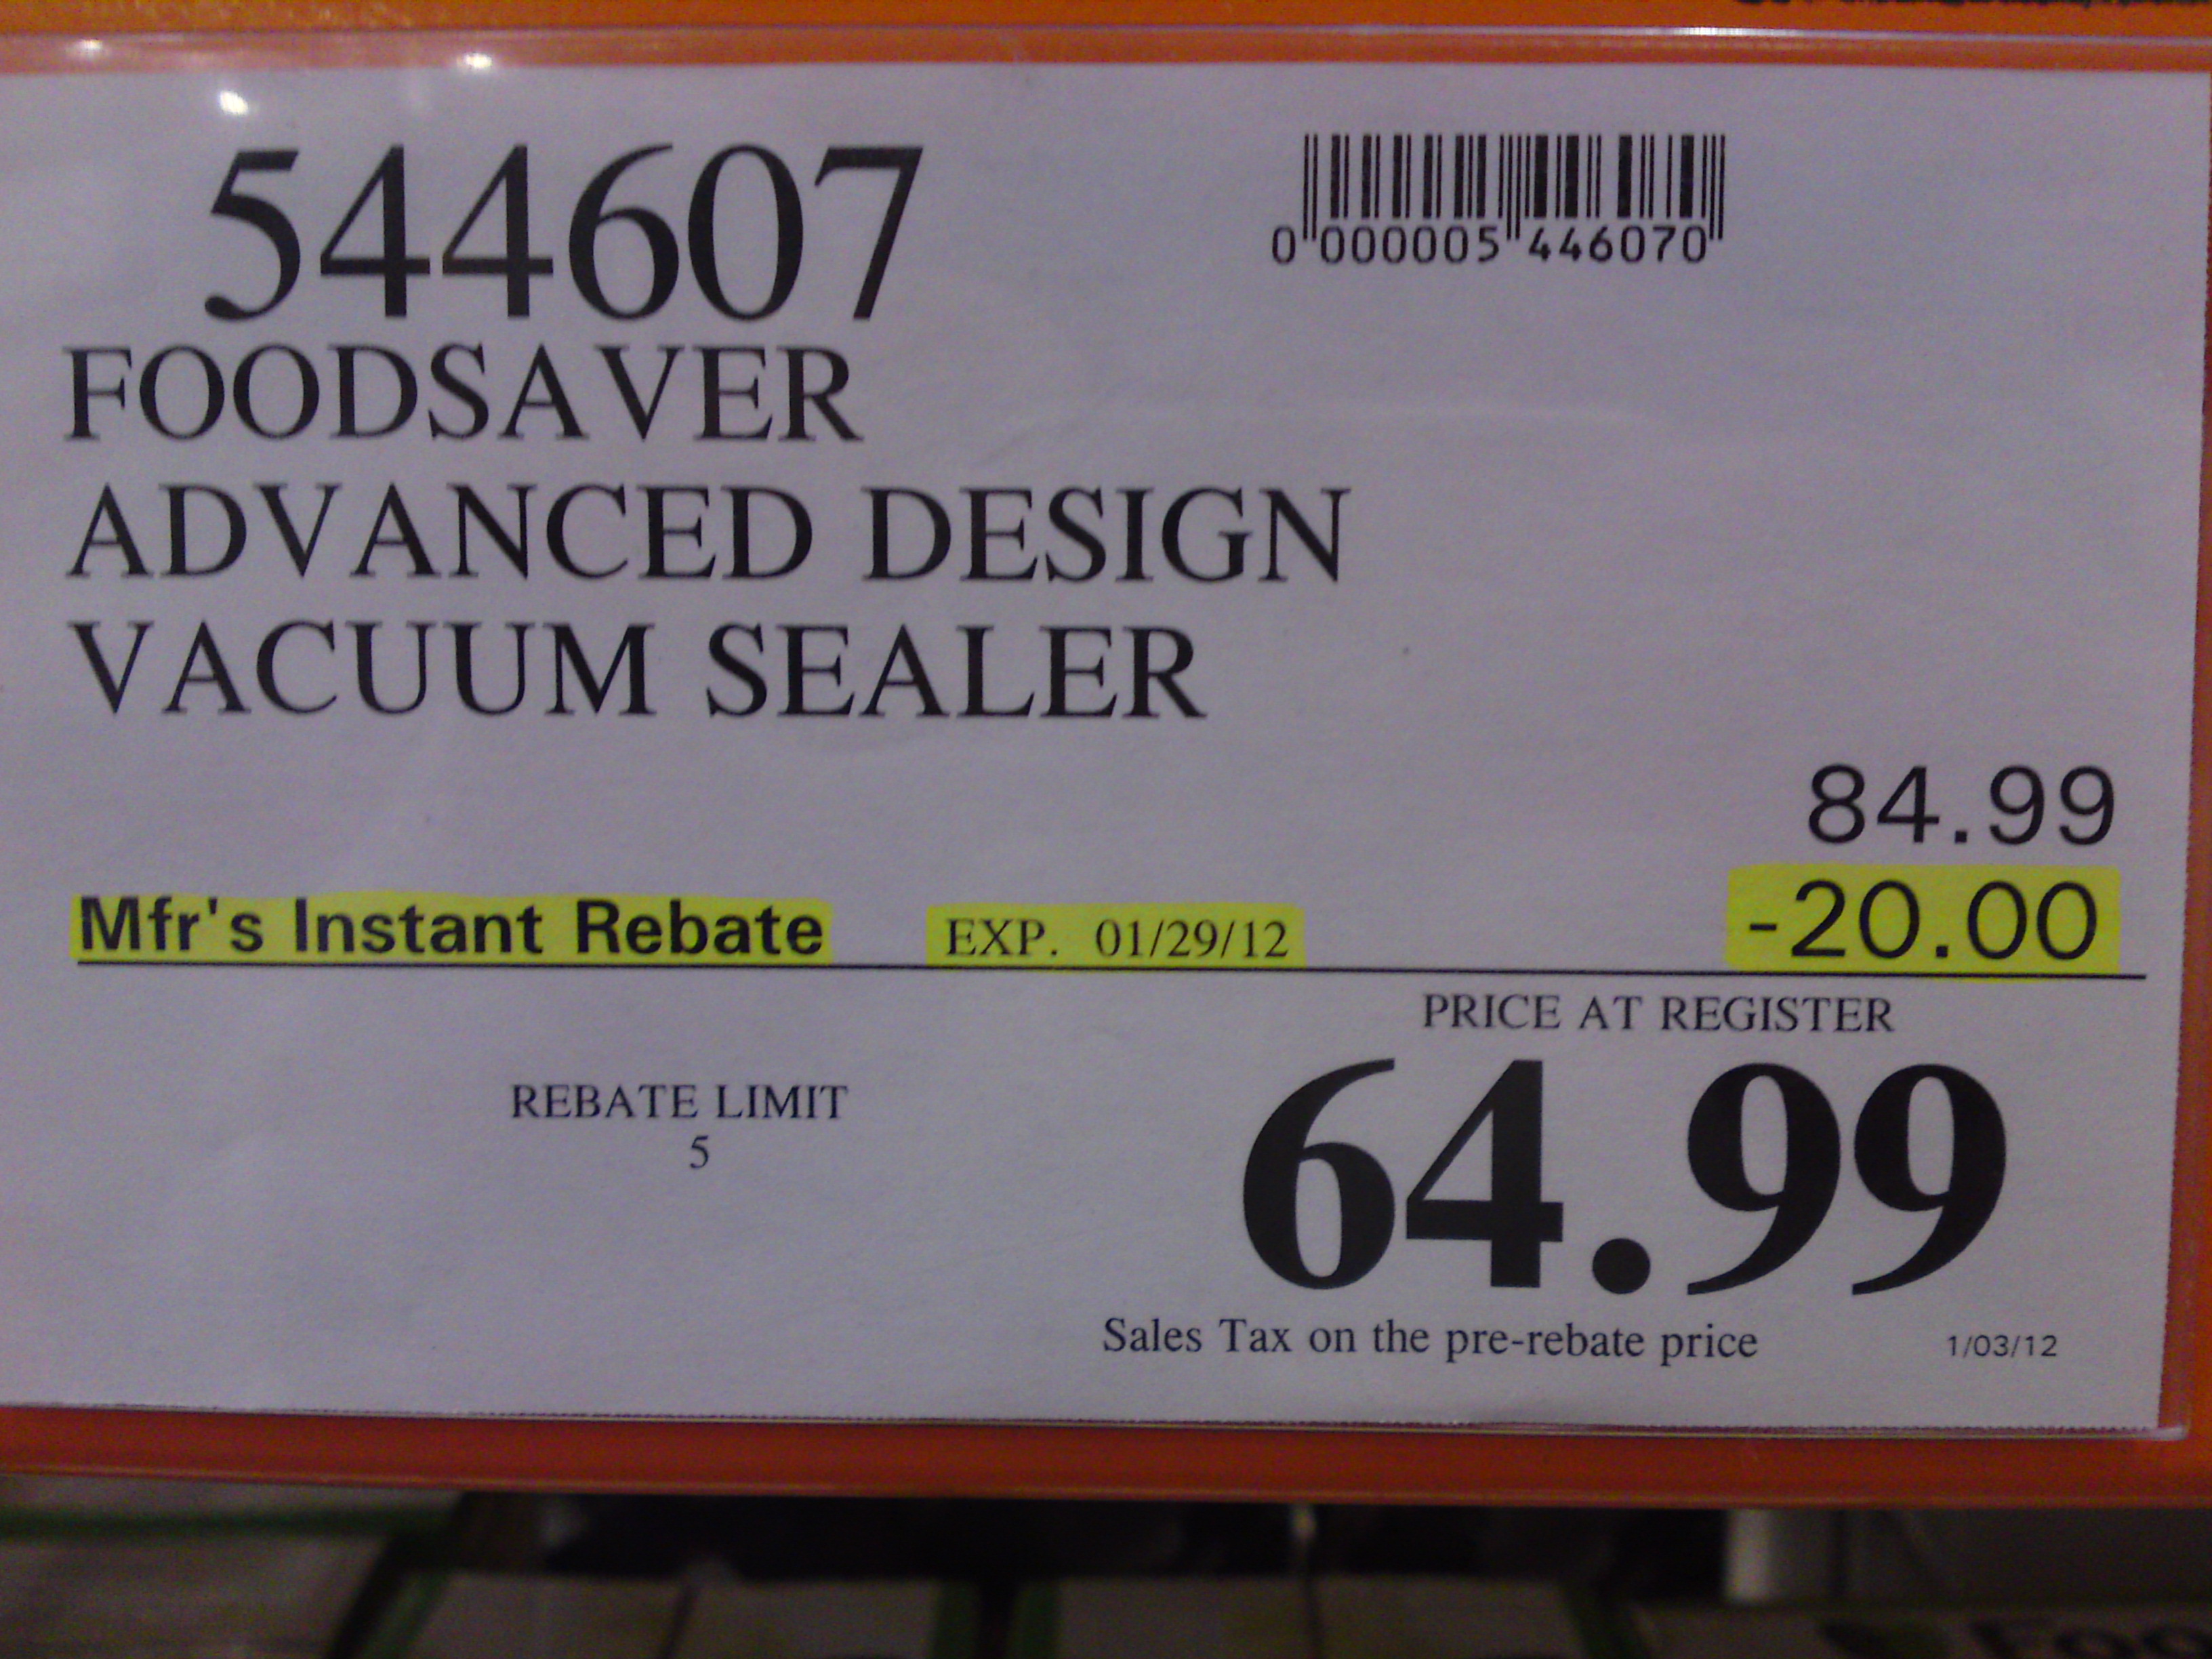 544607
0 000005 446070
FOODSAVER
ADVANCED DESIGN
VACUUM SEALER
84.99
Mfr's Instant Rebate EXP. 01/29/12 -20.00
PRICE AT REGISTER
REBATE LIMIT
5
64.99
Sales Tax on the pre-rebate price 1/03/12